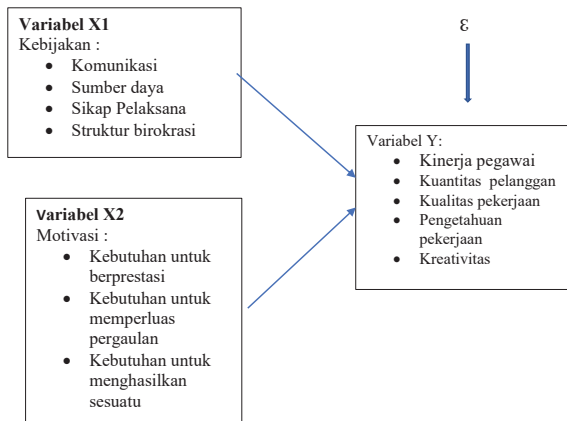 Variabel X1
Kebijakan :
• Komunikasi
• Sumber daya
• Sikap Pelaksana
• Struktur birokrasi
ε
Variabel Y:
• Kinerja pegawai
• Kuantitas pelanggan
• Kualitas pekerjaan
• Pengetahuan
pekerjaan
• Kreativitas
Variabel X2
Motivasi :
• Kebutuhan untuk
berprestasi
• Kebutuhan untuk
memperluas
pergaulan
• Kebutuhan untuk
menghasilkan
sesuatu